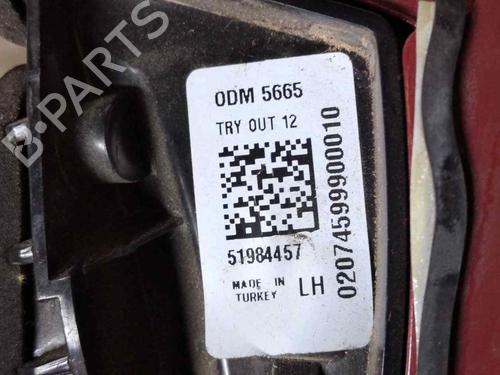 B-PARTS
ODM 5665
TRY OUT 12
51984457
MADE IN
TURKEY
LH
02074599900010